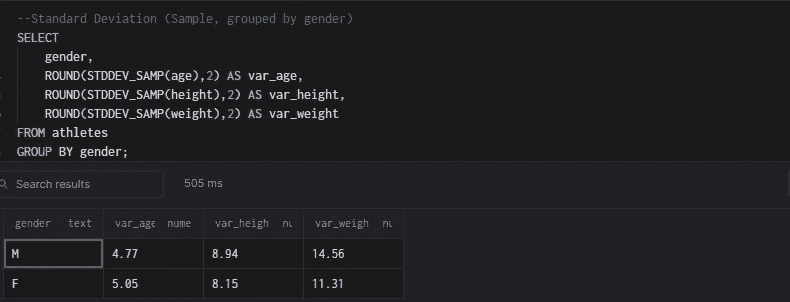 --Standard Deviation (Sample, grouped by gender)
SELECT
gender,
ROUND(STDDEV_SAMP(age),2) AS var_age,
ROUND(STDDEV_SAMP(height),2) AS var_height,
ROUND(STDDEV_SAMP(weight),2) AS var_weight
FROM athletes
GROUP BY gender;
Search results 505 ms
gender text var_age nume var_heigh nu var_weigh nu
M 4.77 8.94 14.56
F 5.05 8.15 11.31